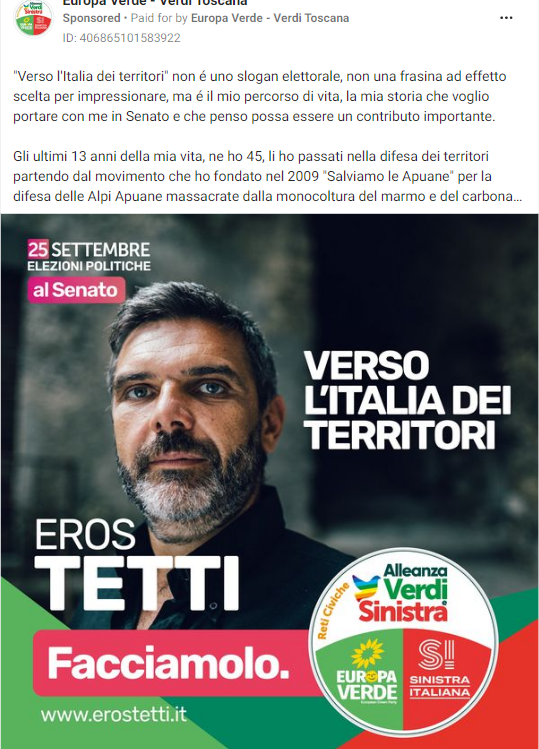 Europa Verde - Verdi Toscana
Sponsored • Paid for by Europa Verde - Verdi Toscana
ID: 406865101583922
"Verso l'Italia dei territori" non é uno slogan elettorale, non una frasina ad effetto
scelta per impressionare, ma é il mio percorso di vita, la mia storia che voglio
portare con me in Senato e che penso possa essere un contributo importante.
Gli ultimi 13 anni della mia vita, ne ho 45, li ho passati nella difesa dei territori
partendo dal movimento che ho fondato nel 2009 "Salviamo le Apuane" per la
difesa delle Alpi Apuane massacrate dalla monocoltura del marmo e del carbona...
25 SETTEMBRE
ELEZIONI POLITICHE
al Senato
VERSO
L'ITALIA DEI
TERRITORI
EROS
TETTI
Facciamolo.
www.erostetti.it
Reti Civiche
Alleanza
Verdi
Sinistra
EUROPA
VERDE
European Green Party
SI
SINISTRA
ITALIANA